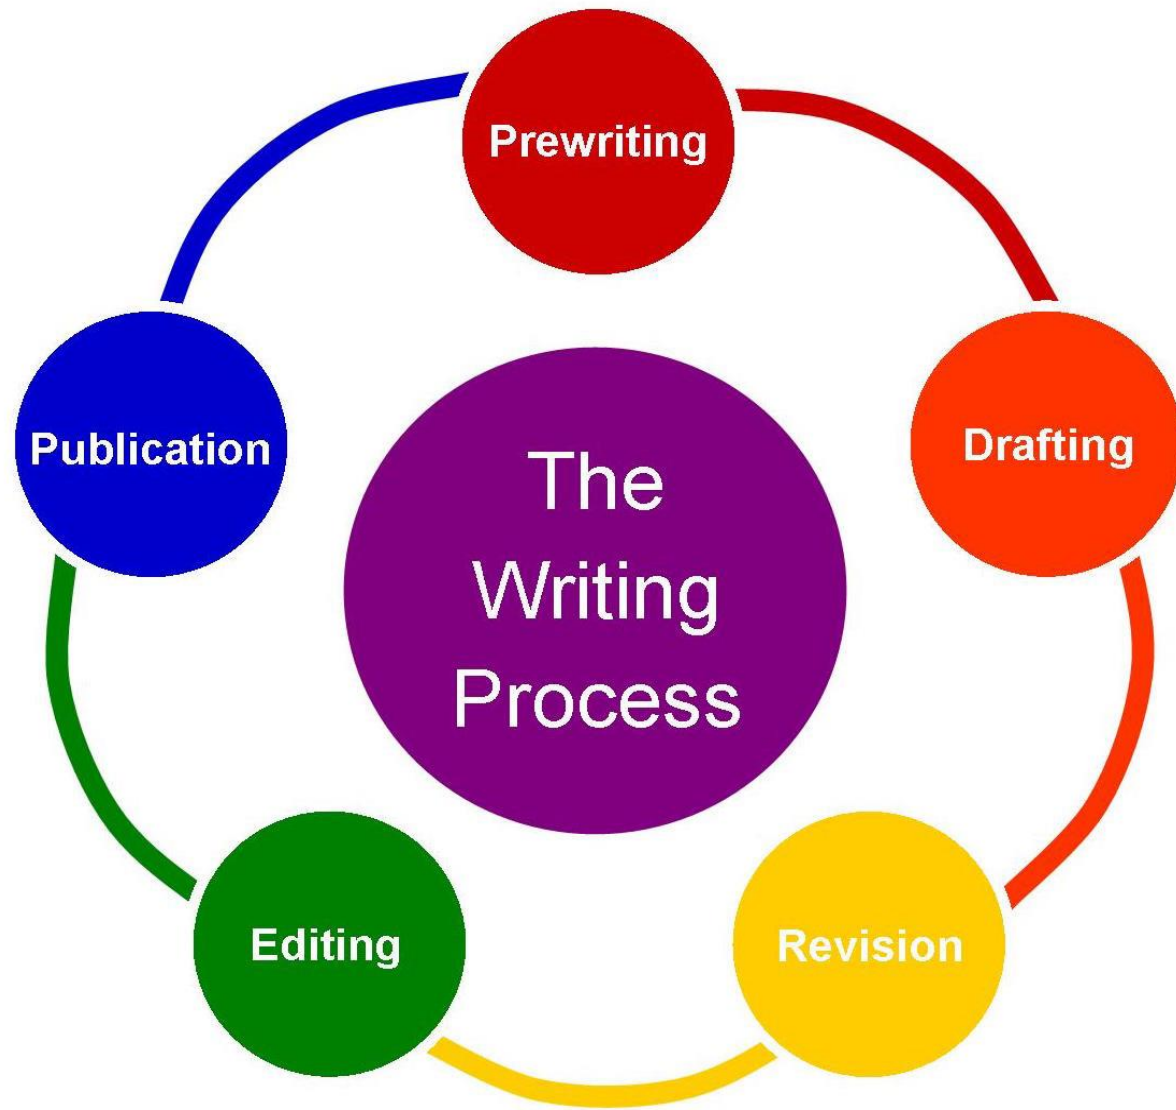 Prewriting
Drafting
Revision
Editing
Publication
The
Writing
Process